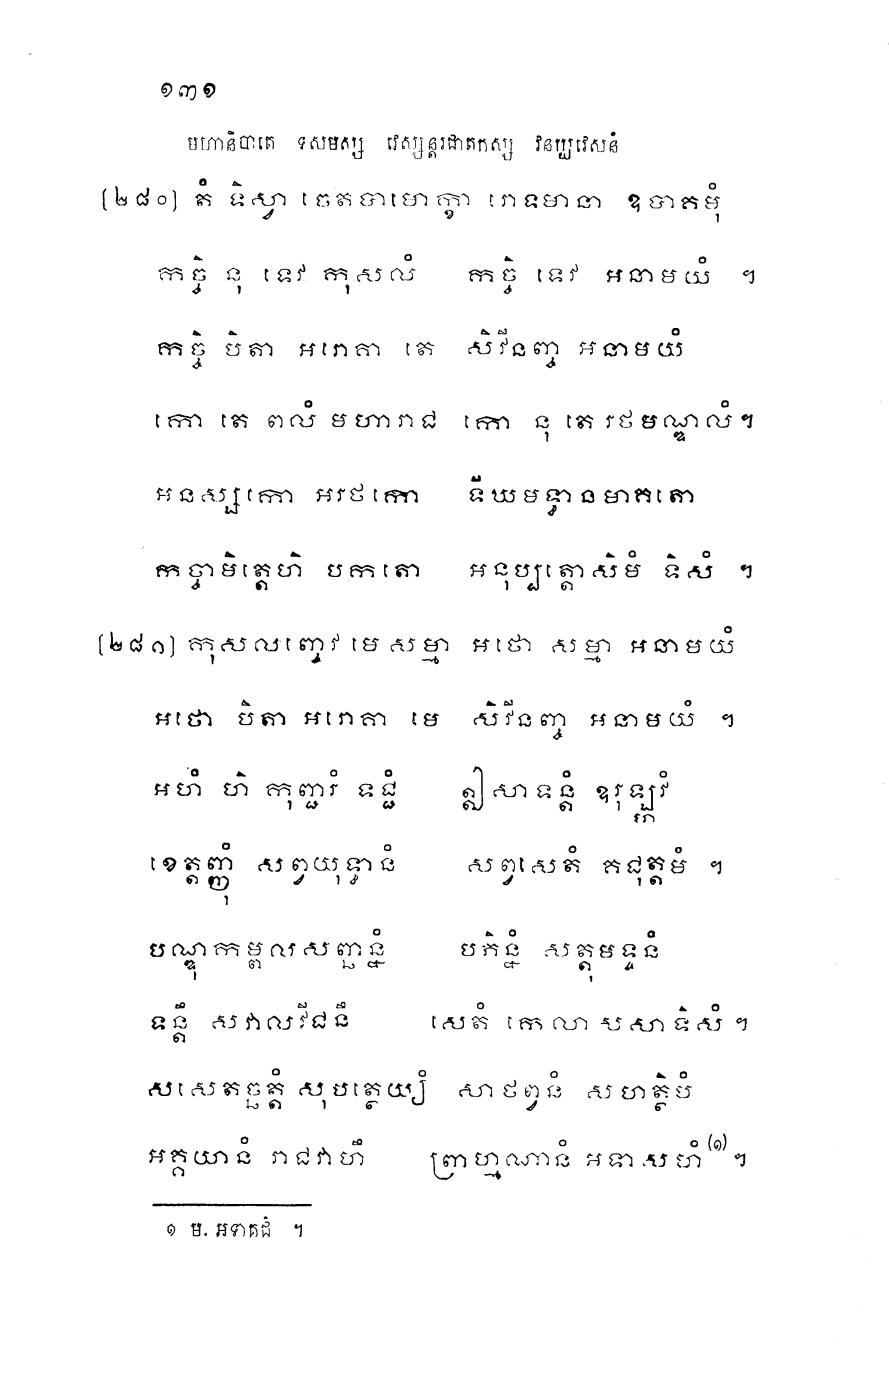 ១៣១
មហានិបាតេ ទសមស្ស វេស្សន្តរជាតកស្ស វនប្បវេសនំ
(២៨០) តំ ទិស្វា ចេតបាមោក្ខា រោទមានា ឧបាគមុំ
កច្ចិ នុ ទេវ កុសលំ កច្ចិ ទេវ អនាមយំ ។
កច្ចិ បិតា អរោគា តេ សិវីនញ្ច អនាមយំ
កោ តេ ពលំ មហារាជ កោ នុ តេ រថមណ្ឌលំ។
អនស្សកោ អរថកោ ទីឃមទ្ធានមាគតោ
កច្ចាមិត្តេហិ បកតោ អនុប្បត្តោសិមំ ទិសំ ។
(២៨១) កុសលញ្ចេវ មេ សម្មា អថោ សម្មា អនាមយំ
អថោ បិតា អរោគា មេ សិវីនញ្ច អនាមយំ ។
អហំ ហិ កុញ្ជរំ ទជ្ជំ ឦសាទន្តំ ឧរុឡ្ហវំ
ខេត្តញ្ញុំ សព្វយុទ្ធានំ សព្វសេតំ គជុត្តមំ ។
បណ្ឌុកម្ពលសញ្ឆន្នំ បភិន្នំ សត្តុមទ្ទនំ
ទន្តឹ សវាលវីជនឹ សេតំ កេលាសសាទិសំ ។
សសេតច្ឆត្តំ សុបត្ថេយ្យំ សាថព្វនំ សហត្ថិបំ
អគ្គយានំ រាជវាហឹ ព្រាហ្មណានំ អទាសហំ(១) ។
១ ម. អទាគជំ ។